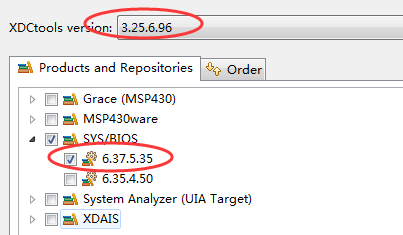 XDCtools version: 3.25.6.96
Products and Repositories Order
Grace (MSP430)
MSP430ware
SYS/BIOS
6.37.5.35
6.35.4.50
System Analyzer (UIA Target)
XDAIS